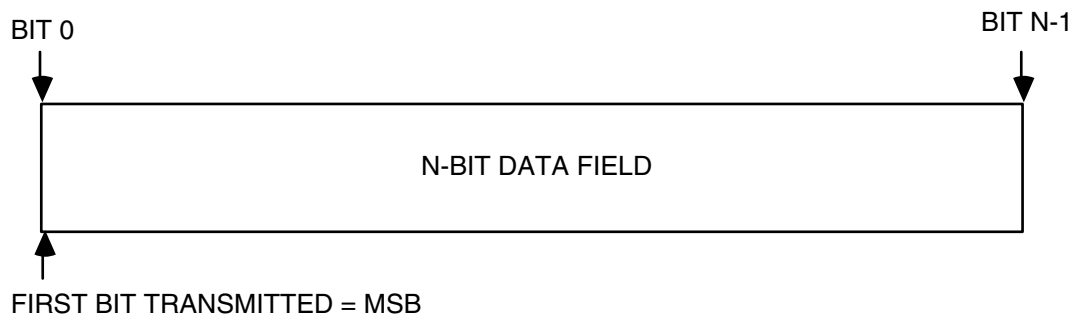 BIT 0
BIT N-1
N-BIT DATA FIELD
FIRST BIT TRANSMITTED = MSB